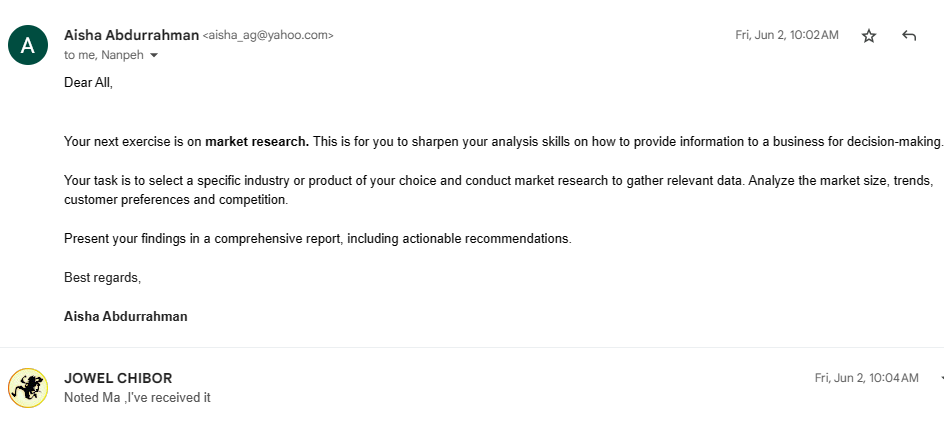 A
Aisha Abdurrahman <aisha_ag@yahoo.com>
Fri, Jun 2, 10:02AM
to me, Nanpeh
Dear All,
Your next exercise is on market research. This is for you to sharpen your analysis skills on how to provide information to a business for decision-making.
Your task is to select a specific industry or product of your choice and conduct market research to gather relevant data. Analyze the market size, trends,
customer preferences and competition.
Present your findings in a comprehensive report, including actionable recommendations.
Best regards,
Aisha Abdurrahman
JOWEL CHIBOR
Fri, Jun 2, 10:04AM
Noted Ma ,I've received it